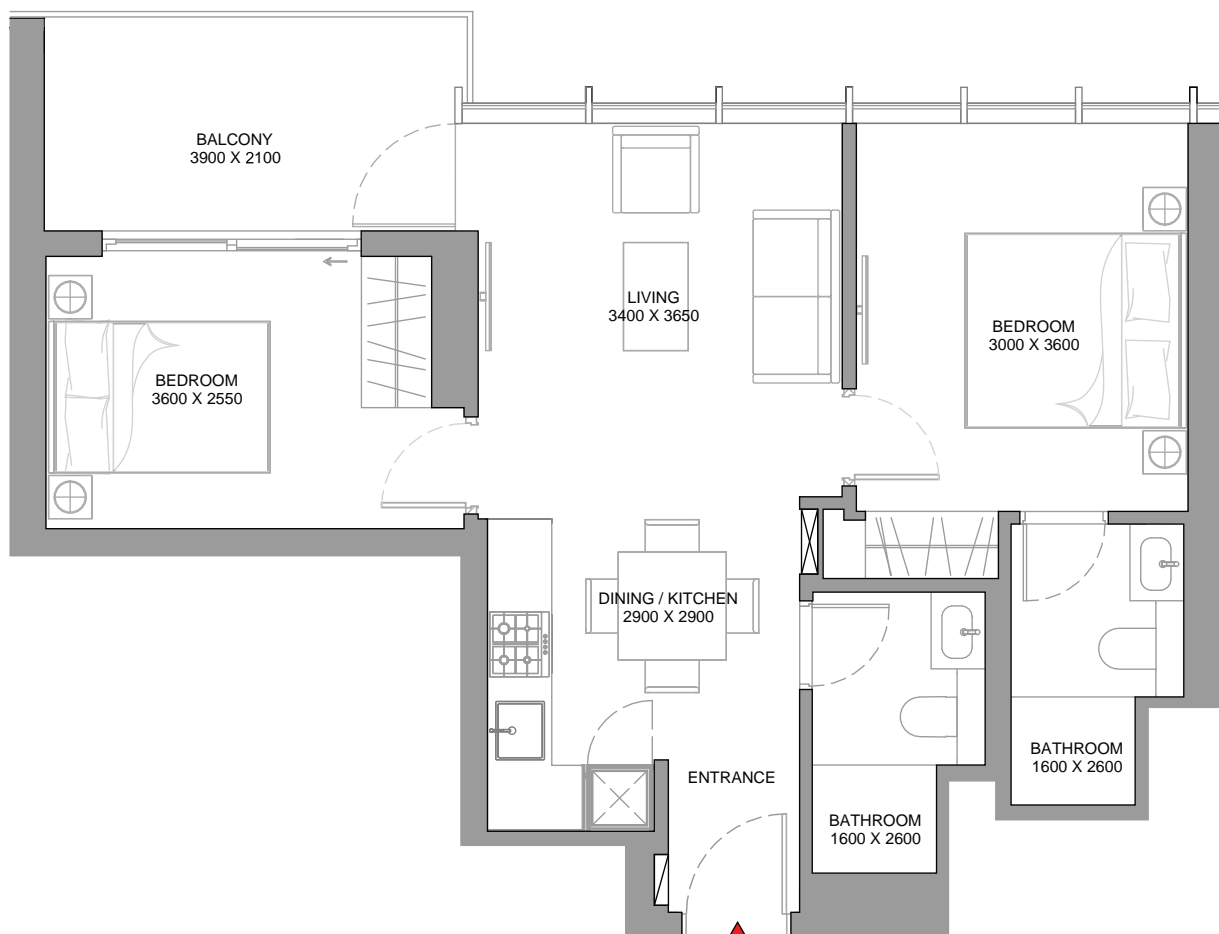 BALCONY
3900 X 2100
LIVING
3400 X 3650
BEDROOM
3000 X 3600
BEDROOM
3600 X 2550
DINING / KITCHEN
2900 X 2900
ENTRANCE
BATHROOM
1600 X 2600
BATHROOM
1600 X 2600